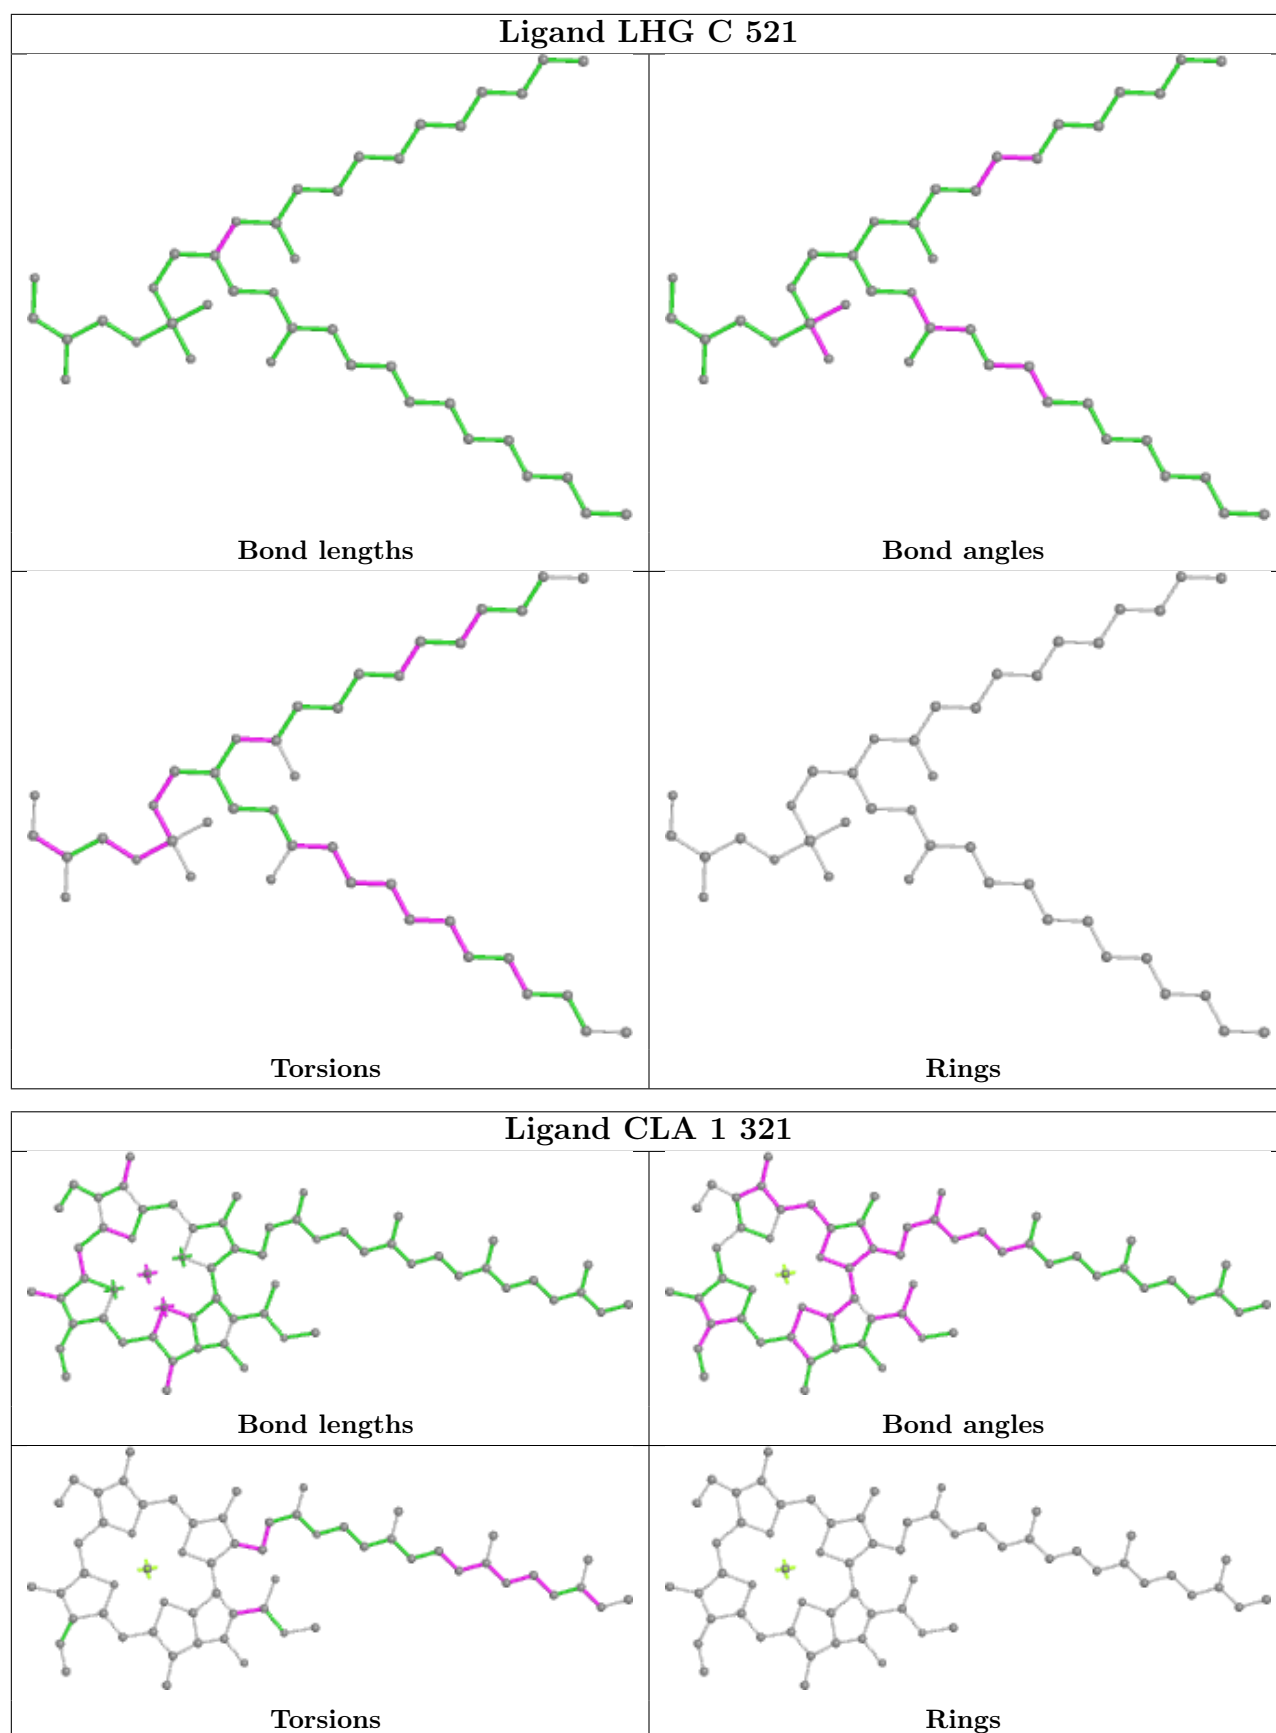 Ligand LHG C 521
Bond lengths
Bond angles
Torsions
Rings
Ligand CLA 1 321
Bond lengths
Bond angles
Torsions
Rings